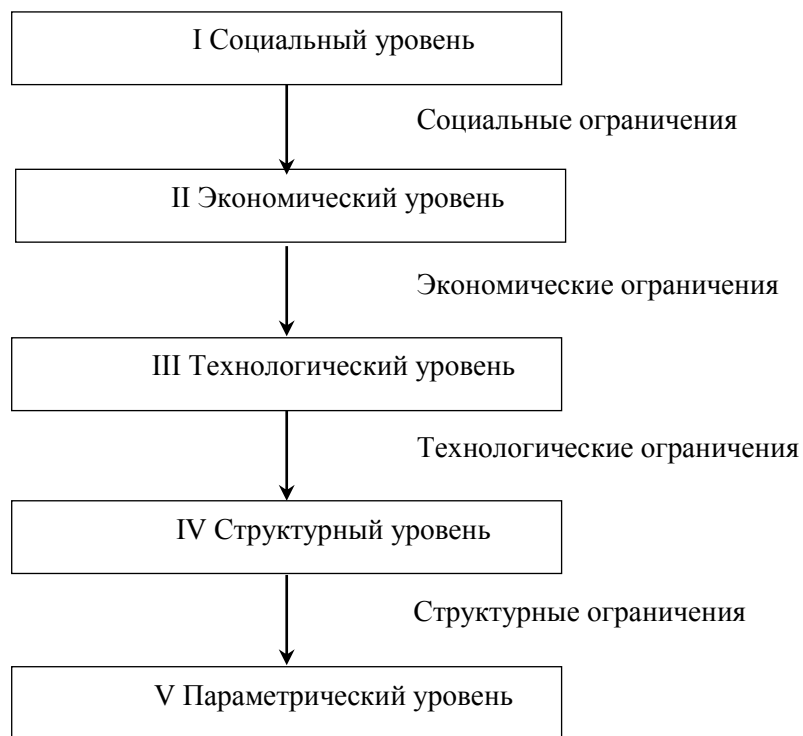 I Социальный уровень
Социальные ограничения
II Экономический уровень
Экономические ограничения
III Технологический уровень
Технологические ограничения
IV Структурный уровень
Структурные ограничения
V Параметрический уровень